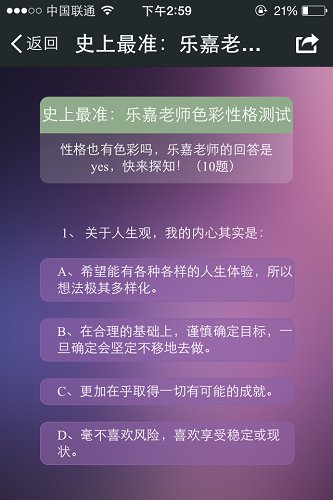 中国联通 下午2:59 21%
返回 史上最准：乐嘉老...
史上最准：乐嘉老师色彩性格测试
性格也有色彩吗，乐嘉老师的回答是
yes，快来探知！（10题）
1、关于人生观，我的内心其实是：
A、希望能有各种各样的人生体验，所以
想法极其多样化。
B、在合理的基础上，谨慎确定目标，一
旦确定会坚定不移地去做。
C、更加在乎取得一切有可能的成就。
D、毫不喜欢风险，喜欢享受稳定或现
状。